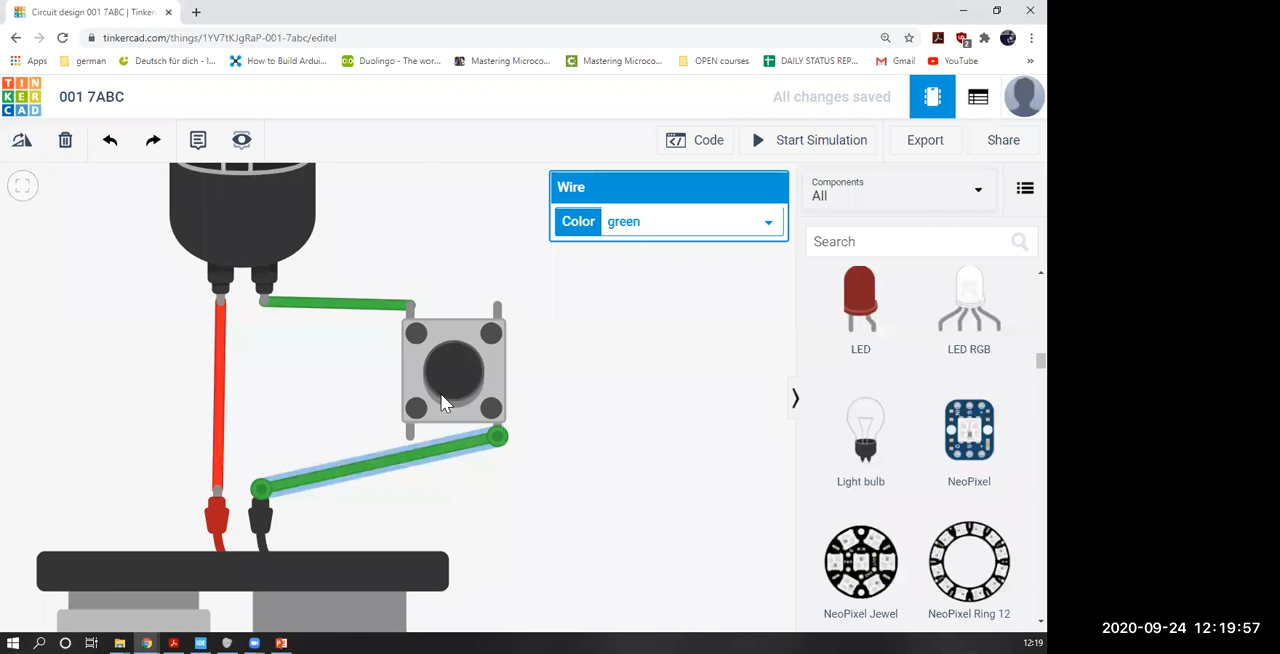 Circuit design 001 7ABC | Tinker
tinkercad.com/things/1YV7tKJgRaP-001-7abc/editel
Apps
german
Deutsch für dich - I...
How to Build Ardui...
Duolingo - The wor...
Mastering Microco...
Mastering Microco...
OPEN courses
DAILY STATUS REP...
Gmail
YouTube
»
TIN
KER
CAD
001 7ABC
All changes saved
Code
Start Simulation
Export
Share
Wire
Color
green
Components
All
Search
LED
LED RGB
Light bulb
NeoPixel
NeoPixel Jewel
NeoPixel Ring 12
12:19
2020-09-24 12:19:57